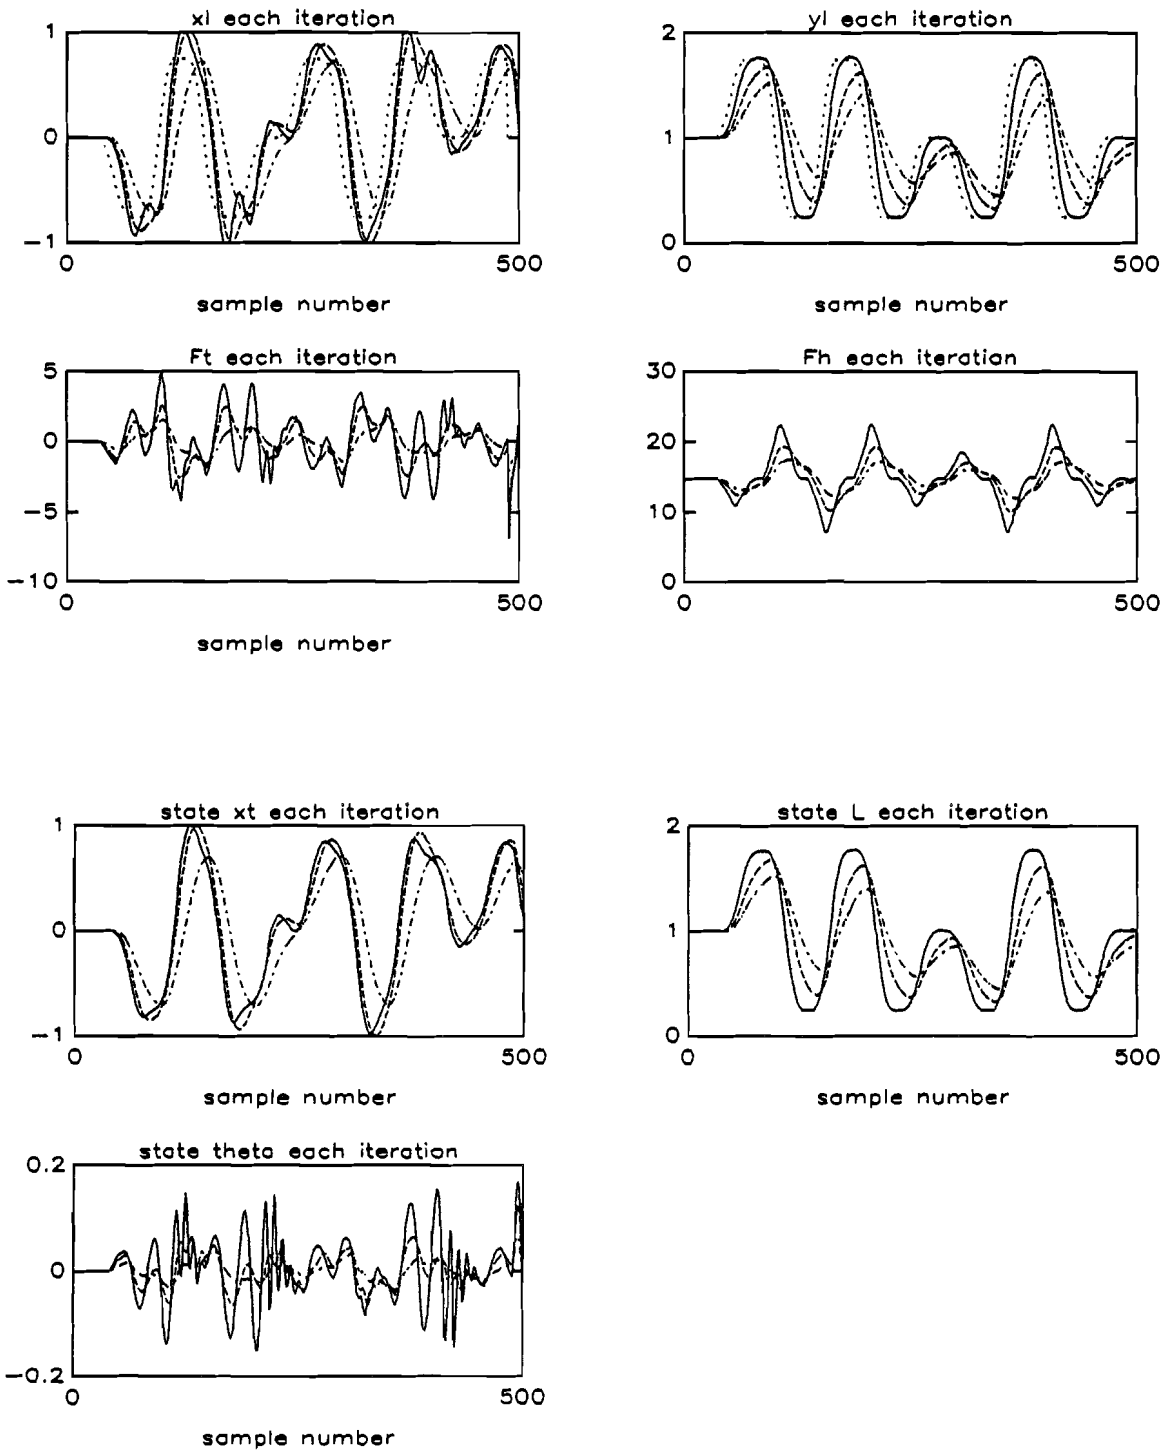 xl each iteration
1
0
-1
0
500
sample number
yl each iteration
2
1
0
0
500
sample number
Ft each iteration
5
0
-5
-10
0
500
sample number
Fh each iteration
30
20
10
0
0
500
state xt each iteration
1
0
-1
0
500
sample number
state L each iteration
2
1
0
0
500
sample number
state theta each iteration
0.2
0
-0.2
0
500
sample number